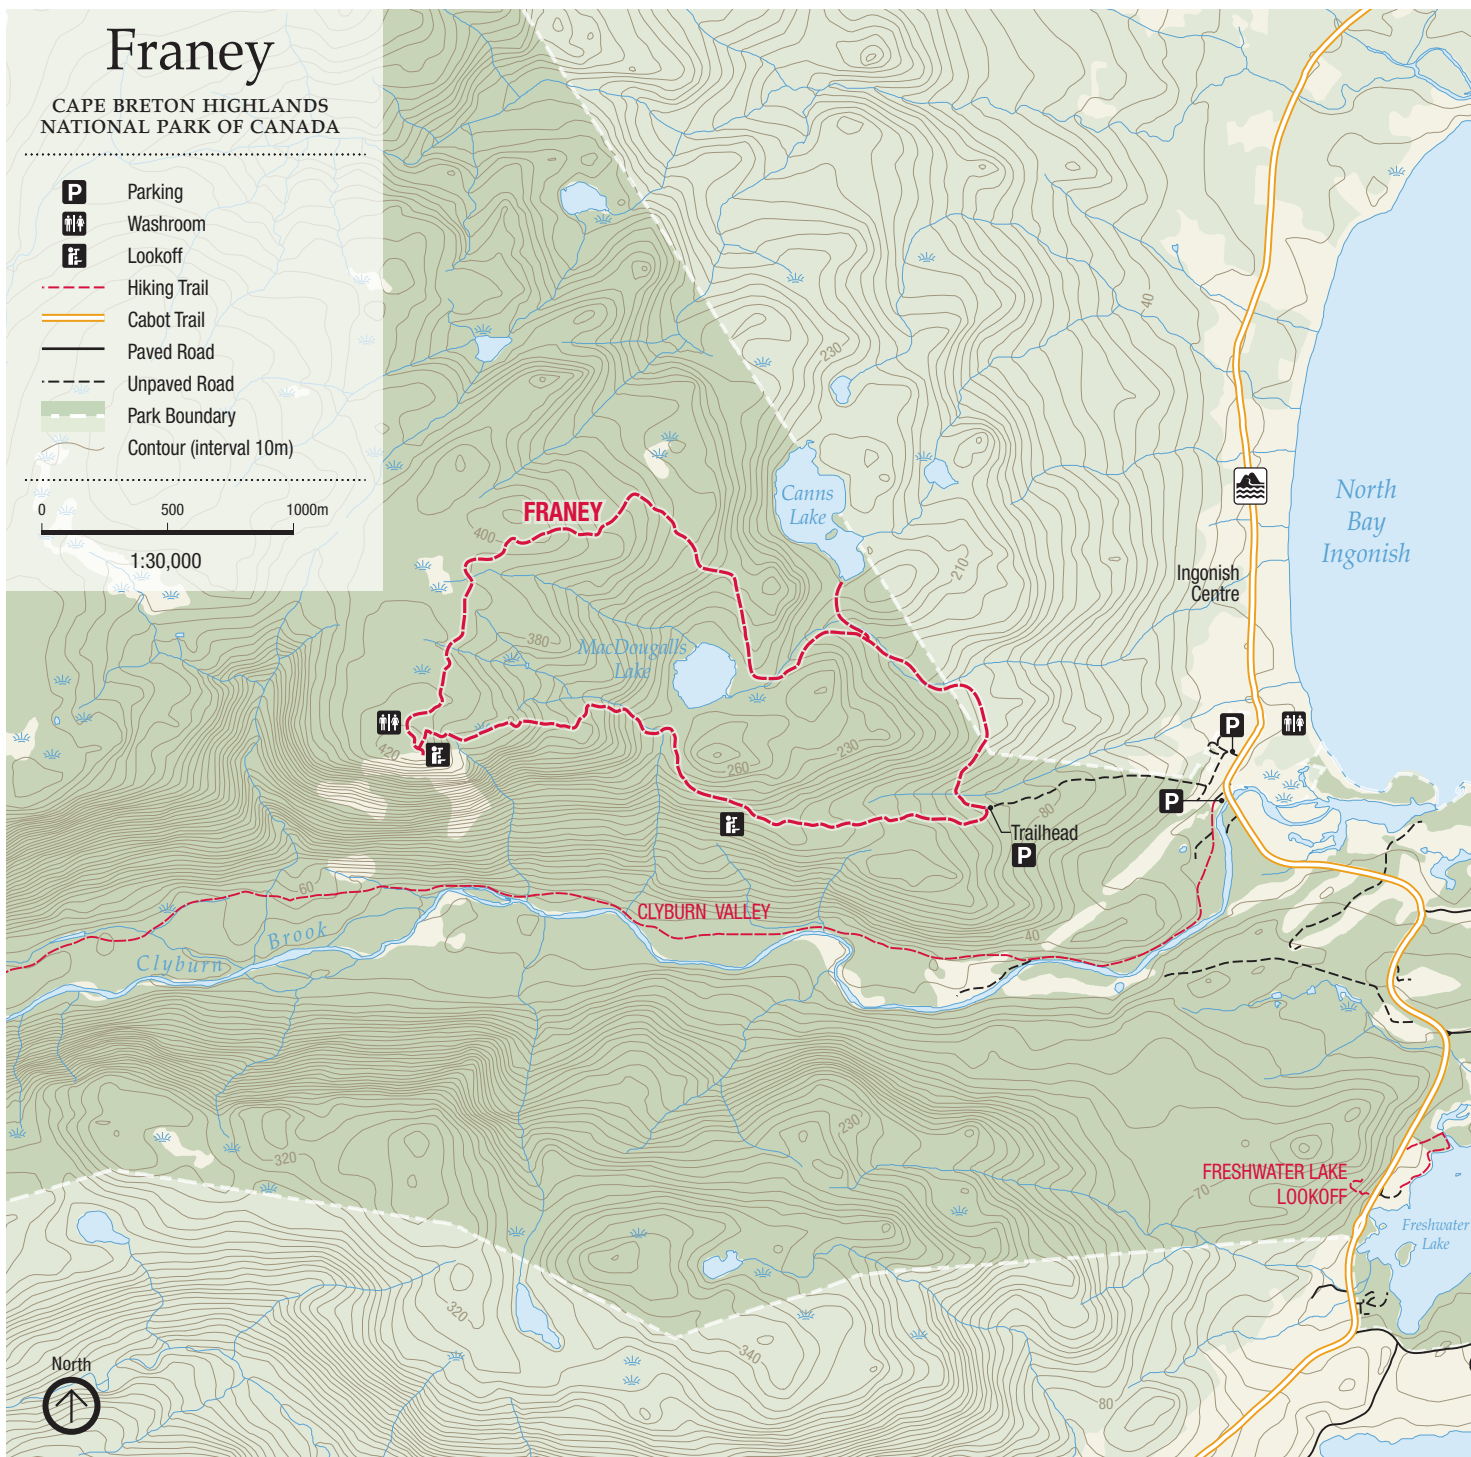 Franey
CAPE BRETON HIGHLANDS
NATIONAL PARK OF CANADA
P Parking
Washroom
Lookoff
Hiking Trail
Cabot Trail
Paved Road
Unpaved Road
Park Boundary
Contour (interval 10m)
0 500 1000m
1:30,000
40
230
Canns
Lake
North
Bay
Ingonish
FRANEY
400
210
Ingonish
Centre
380
MacDougalls
Lake
420
260
230
P
P
80
Trailhead
P
60
CLYBURN VALLEY
40
Brook
Clyburn
230
320
70
FRESHWATER LAKE
LOOKOFF
Freshwater
Lake
320
340
80
North